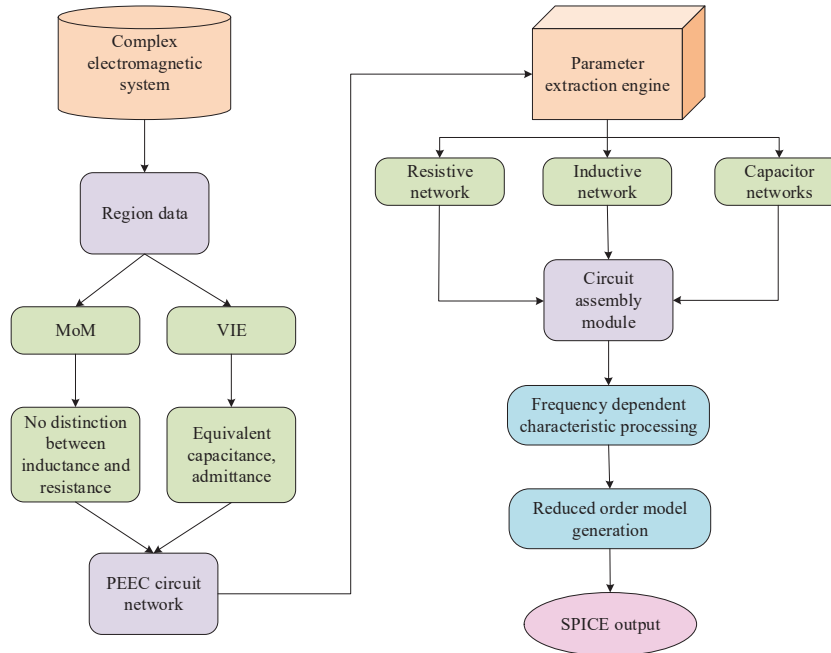 Complex
electromagnetic
system
Region data
MoM
VIE
No distinction
between
inductance and
resistance
Equivalent
capacitance,
admittance
PEEC circuit
network
Parameter
extraction engine
Resistive
network
Inductive
network
Capacitor
networks
Circuit
assembly
module
Frequency dependent
characteristic processing
Reduced order model
generation
SPICE output